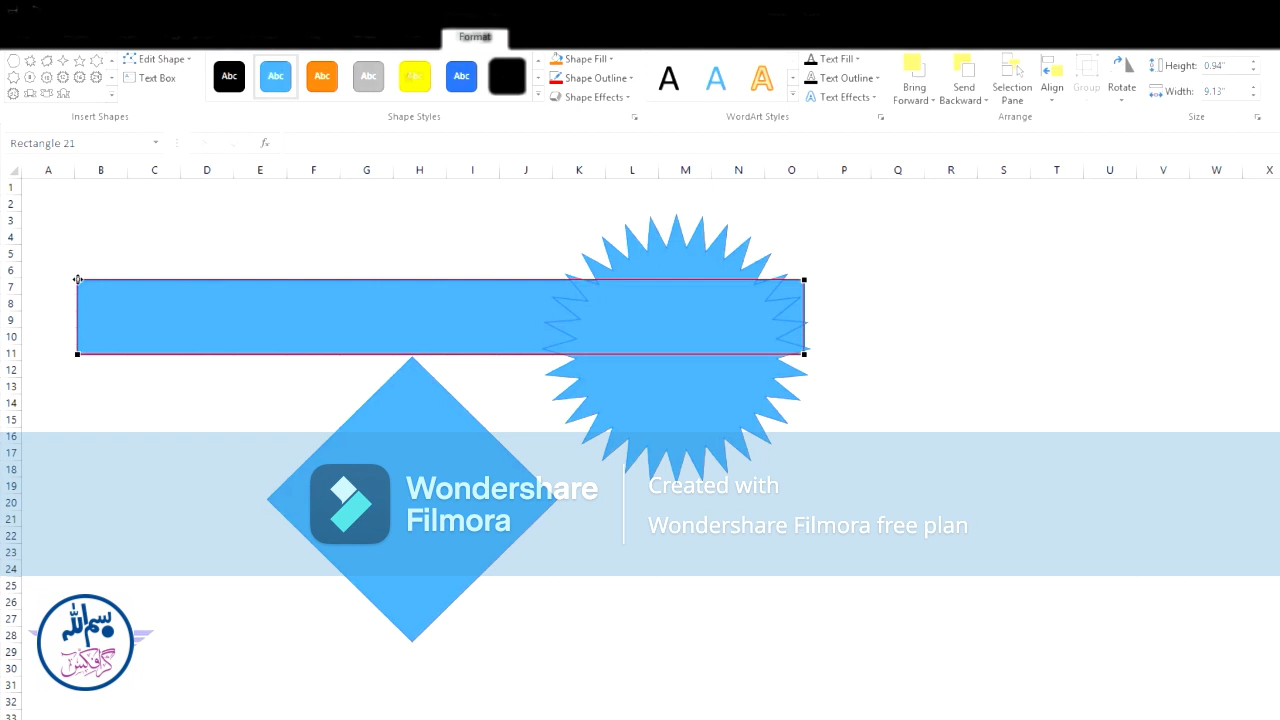 Format
Edit Shape
Text Box
Insert Shapes
Abc Abc Abc Abc Abc Abc
Shape Fill
Shape Outline
Shape Effects
Shape Styles
A A A
Text Fill
Text Outline
Text Effects
WordArt Styles
Bring Forward
Send Backward
Selection Pane
Align
Group
Rotate
Arrange
Height: 0.94"
Width: 9.13"
Size
Rectangle 21
fx
A B C D E F G H I J K L M N O P Q R S T U V W X
1
2
3
4
5
6
7
8
9
10
11
12
13
14
15
16
17
18
19
20
21
22
23
24
25
26
27
28
29
30
31
32
33
Wondershare
Filmora
Created with
Wondershare Filmora free plan
بسم اللہ
گرافکس